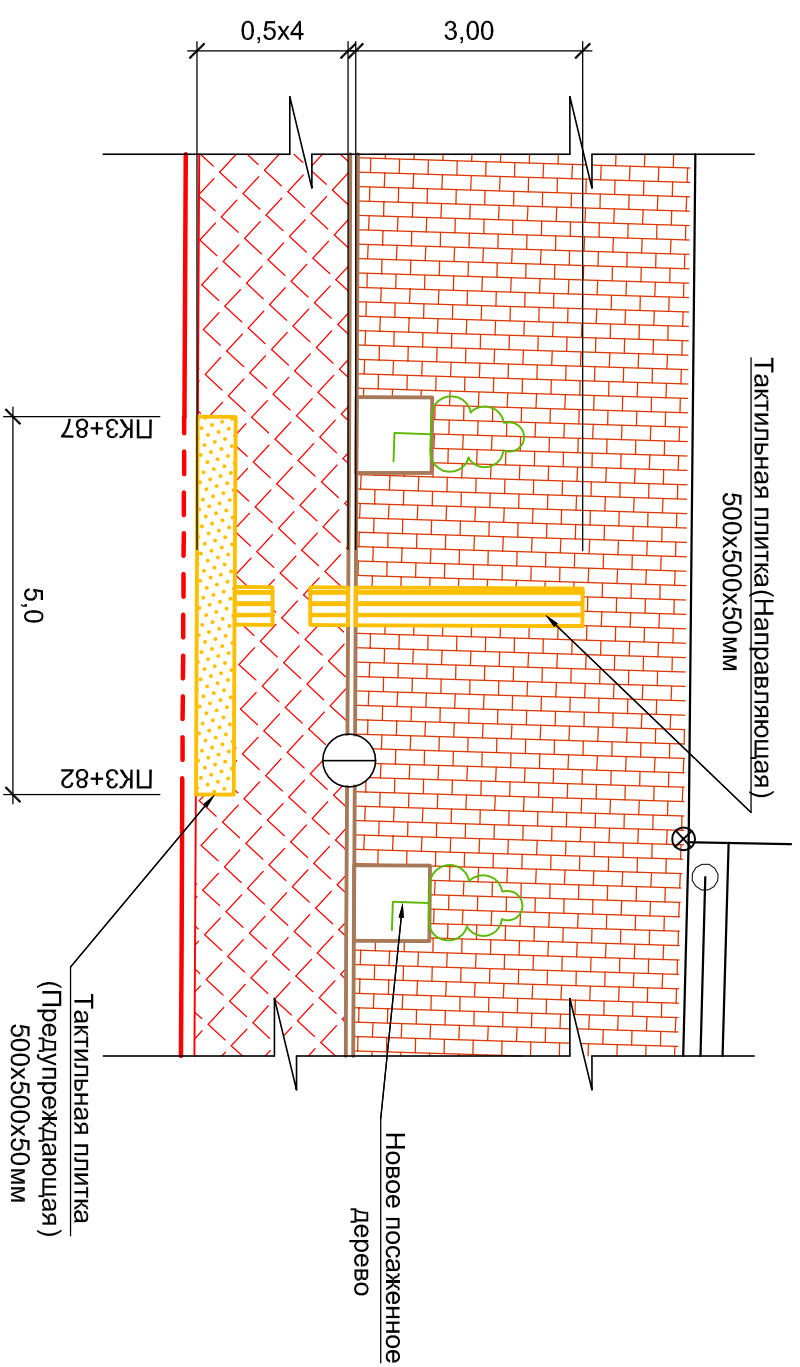 0,5х4
3,00
Тактильная плитка(Направляющая)
500х500х50мм
ПК3+87
5,0
ПК3+82
Тактильная плитка
(Предупреждающая)
500х500х50мм
Новое посаженное
дерево